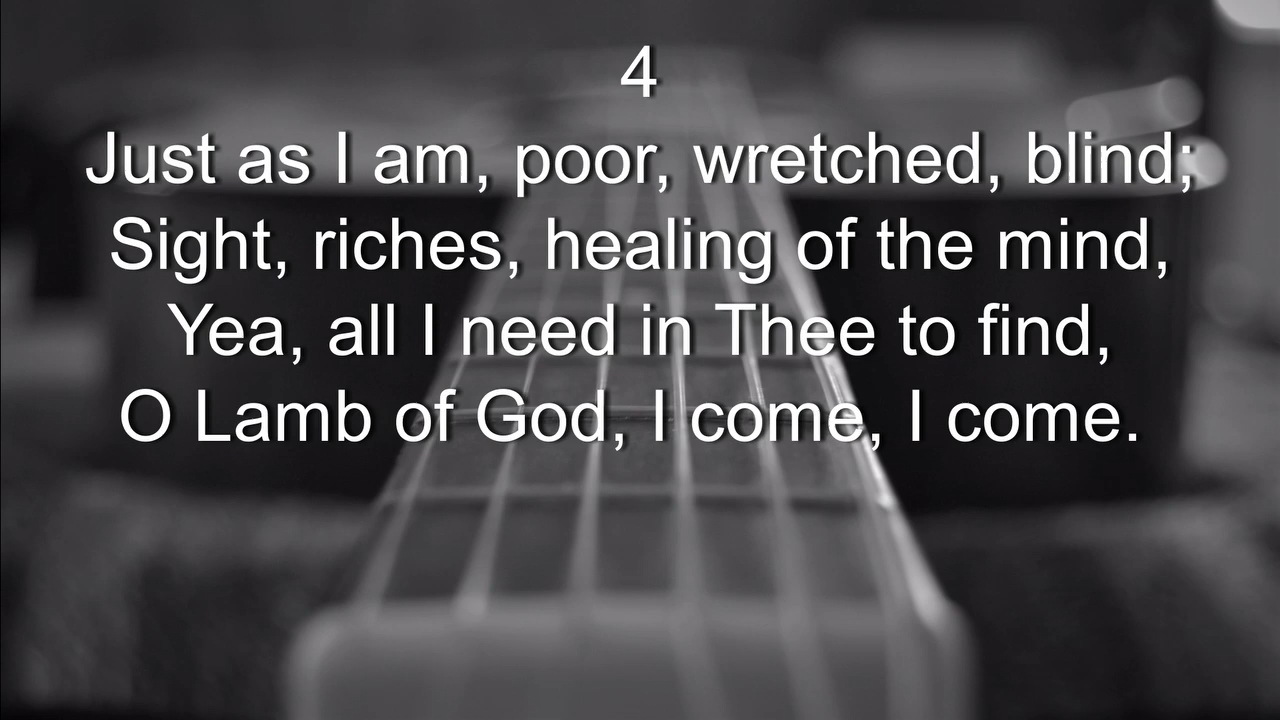 4
Just as I am, poor, wretched, blind;
Sight, riches, healing of the mind,
Yea, all I need in Thee to find,
O Lamb of God, I come, I come.